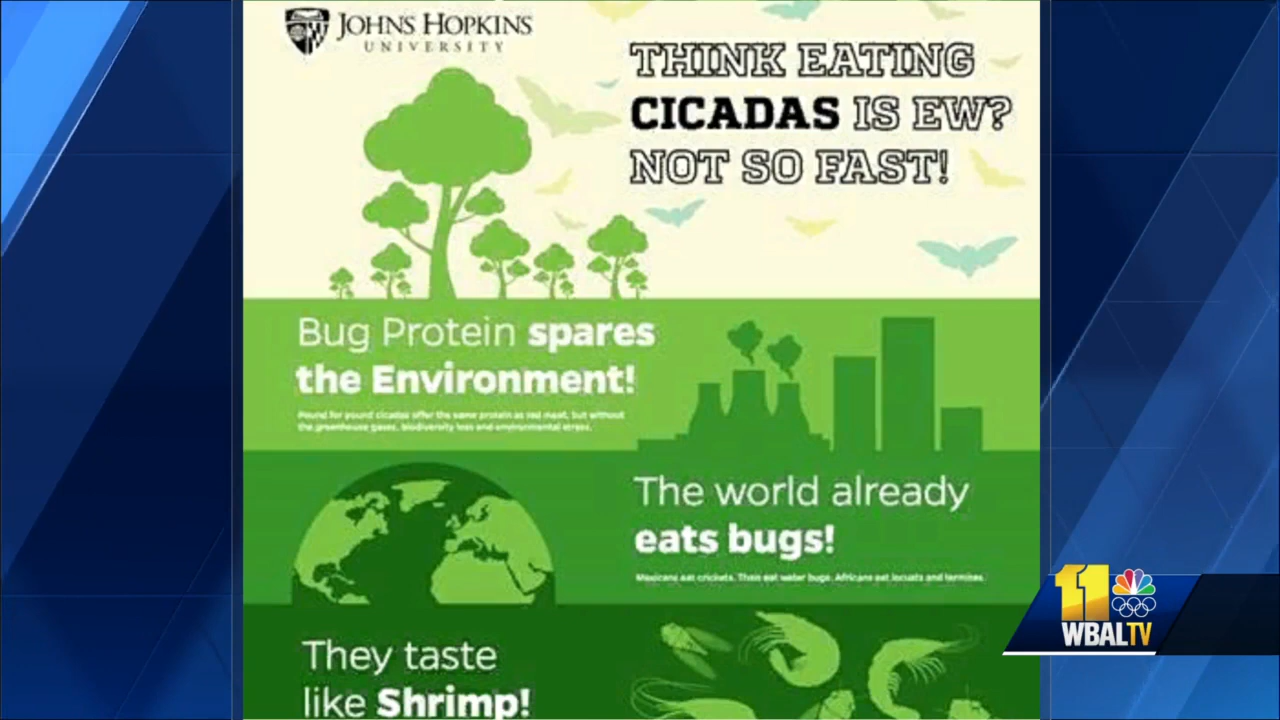 JOHNS HOPKINS
UNIVERSITY
THINK EATING
CICADAS IS EW?
NOT SO FAST!
Bug Protein spares
the Environment!
Pound for pound cicadas offer the same protein as red meat, but without
the greenhouse gases, biodiversity loss and environmental stress.
The world already
eats bugs!
Mexicans eat crickets. Thais eat water bugs. Africans eat locusts and termites.
They taste
like Shrimp!
11
WBALTV